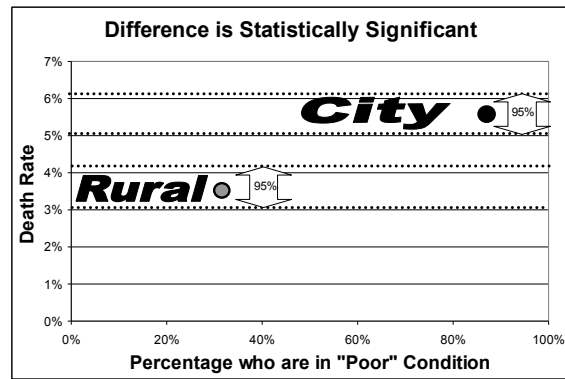 Difference is Statistically Significant
7%
6%
5%
4%
3%
2%
1%
0%
Death Rate
City
95%
Rural
95%
0% 20% 40% 60% 80% 100%
Percentage who are in "Poor" Condition